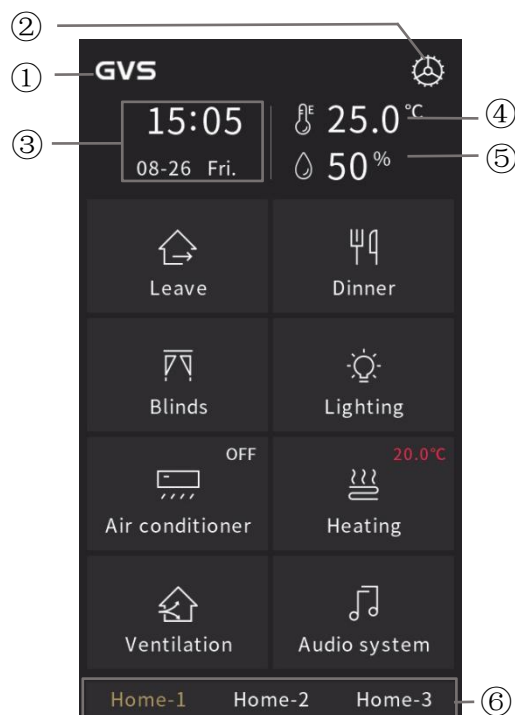 ②
① GVS
15:05
③
08-26 Fri.
E 25.0 °C ④
50 % ⑤
Leave Dinner
Blinds Lighting
OFF 20.0°C
Air conditioner Heating
Ventilation Audio system
Home-1 Home-2 Home-3 ⑥